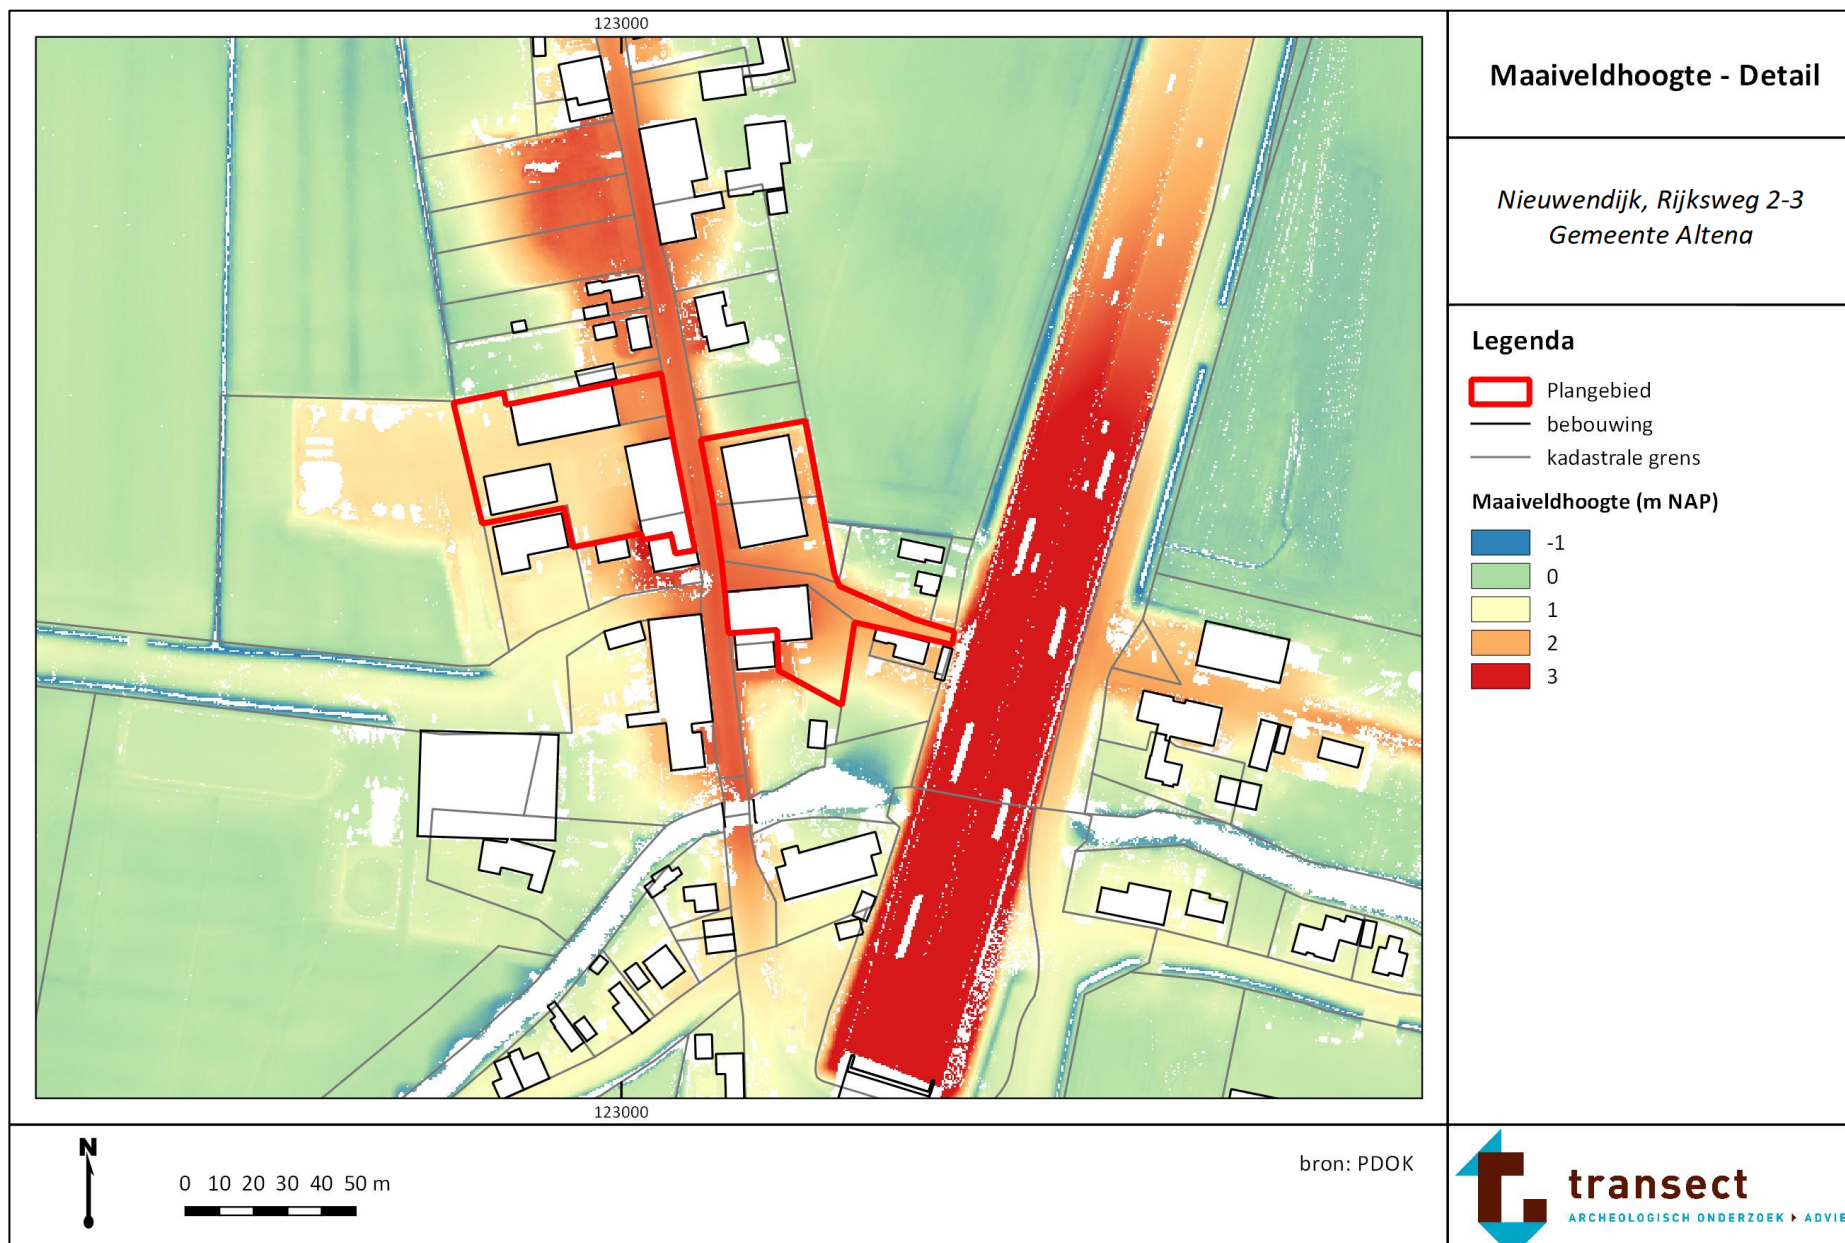 123000
Maaiveldhoogte - Detail
Nieuwendijk, Rijksweg 2-3
Gemeente Altena
Legenda
Plangebied
bebouwing
kadastrale grens
Maaiveldhoogte (m NAP)
-1
0
1
2
3
123000
N
0 10 20 30 40 50 m
bron: PDOK
transect
ARCHEOLOGISCH ONDERZOEK ADVIE